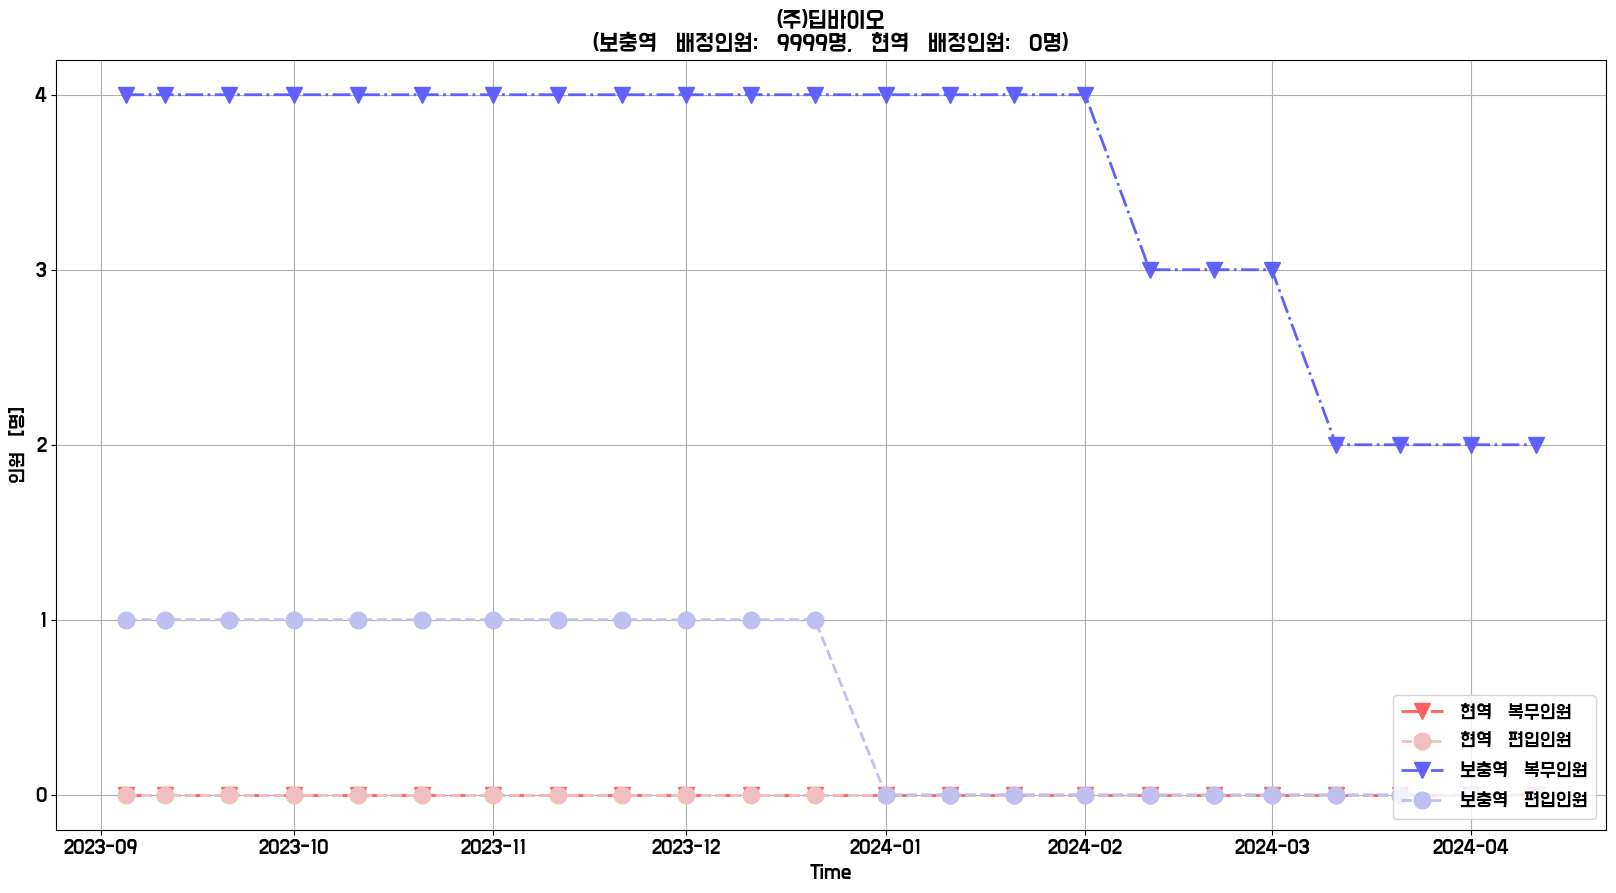 (주)딥바이오
(보충역 배정인원: 9999명, 현역 배정인원: 0명)
인원 [명]
4
3
2
1
0
2023-09
2023-10
2023-11
2023-12
2024-01
2024-02
2024-03
2024-04
Time
현역 복무인원
현역 편입인원
보충역 복무인원
보충역 편입인원